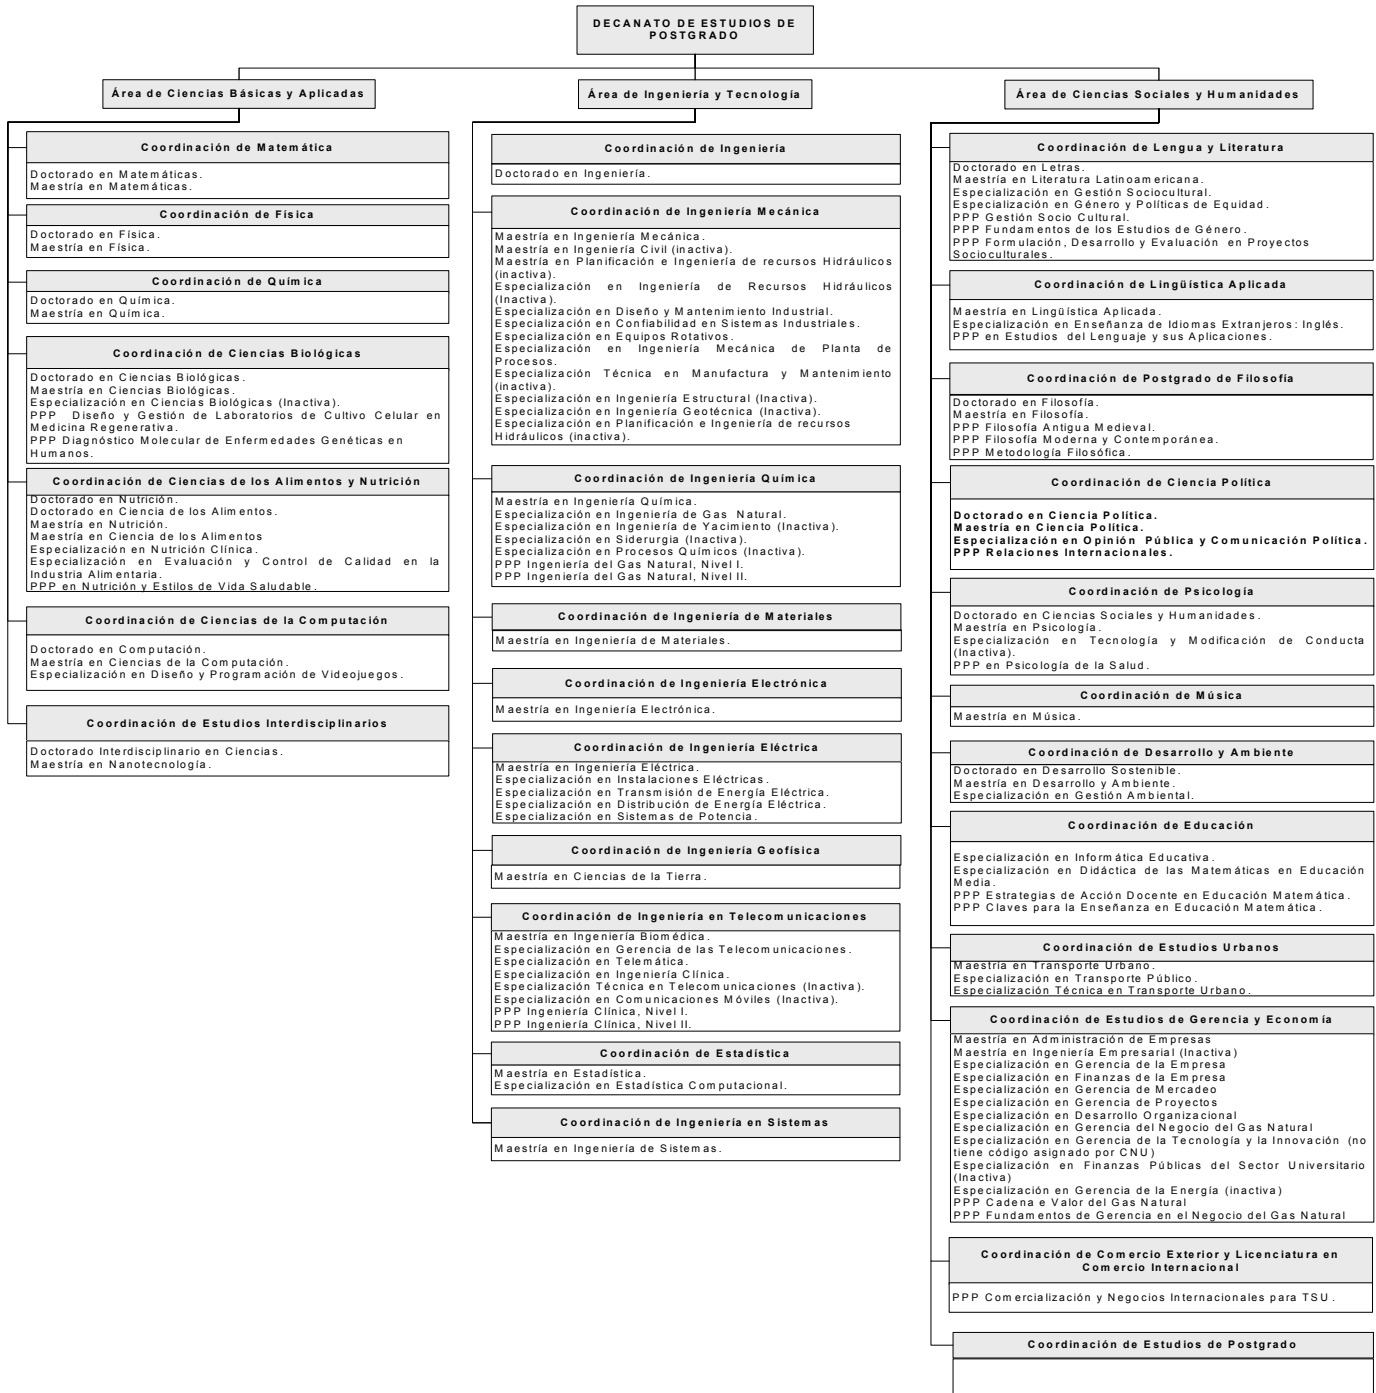 DECANATO DE ESTUDIOS DE
POSTGRADO
Área de Ciencias Básicas y Aplicadas
Coordinación de Matemática
Doctorado en Matemáticas.
Maestría en Matemáticas.
Coordinación de Física
Doctorado en Física.
Maestría en Física.
Coordinación de Química
Doctorado en Química.
Maestría en Química.
Coordinación de Ciencias Biológicas
Doctorado en Ciencias Biológicas.
Maestría en Ciencias Biológicas.
Especialización en Ciencias Biológicas (Inactiva).
PPP Diseño y Gestión de Laboratorios de Cultivo Celular en
Medicina Regenerativa.
PPP Diagnóstico Molecular de Enfermedades Genéticas en
Humanos.
Coordinación de Ciencias de los Alimentos y Nutrición
Doctorado en Nutrición.
Doctorado en Ciencia de los Alimentos.
Maestría en Nutrición.
Maestría en Ciencia de los Alimentos
Especialización en Nutrición Clínica.
Especialización en Evaluación y Control de Calidad en la
Industria Alimentaria.
PPP en Nutrición y Estilos de Vida Saludable.
Coordinación de Ciencias de la Computación
Doctorado en Computación.
Maestría en Ciencias de la Computación.
Especialización en Diseño y Programación de Videojuegos.
Coordinación de Estudios Interdisciplinarios
Doctorado Interdisciplinario en Ciencias.
Maestría en Nanotecnología.
Área de Ingeniería y Tecnología
Coordinación de Ingeniería
Doctorado en Ingeniería.
Coordinación de Ingeniería Mecánica
Maestría en Ingeniería Mecánica.
Maestría en Ingeniería Civil (inactiva).
Maestría en Planificación e Ingeniería de recursos Hidráulicos
(inactiva).
Especialización en Ingeniería de Recursos Hidráulicos
(Inactiva).
Especialización en Diseño y Mantenimiento Industrial.
Especialización en Confiabilidad en Sistemas Industriales.
Especialización en Equipos Rotativos.
Especialización en Ingeniería Mecánica de Planta de
Procesos.
Especialización Técnica en Manufactura y Mantenimiento
(inactiva).
Especialización en Ingeniería Estructural (Inactiva).
Especialización en Ingeniería Geotécnica (Inactiva).
Especialización en Planificación e Ingeniería de recursos
Hidráulicos (inactiva).
Coordinación de Ingeniería Química
Maestría en Ingeniería Química.
Especialización en Ingeniería de Gas Natural.
Especialización en Ingeniería de Yacimiento (Inactiva).
Especialización en Siderurgia (Inactiva).
Especialización en Procesos Químicos (Inactiva).
PPP Ingeniería del Gas Natural, Nivel I.
PPP Ingeniería del Gas Natural, Nivel II.
Coordinación de Ingeniería de Materiales
Maestría en Ingeniería de Materiales.
Coordinación de Ingeniería Electrónica
Maestría en Ingeniería Electrónica.
Coordinación de Ingeniería Eléctrica
Maestría en Ingeniería Eléctrica.
Especialización en Instalaciones Eléctricas.
Especialización en Transmisión de Energía Eléctrica.
Especialización en Distribución de Energía Eléctrica.
Especialización en Sistemas de Potencia.
Coordinación de Ingeniería Geofísica
Maestría en Ciencias de la Tierra.
Coordinación de Ingeniería en Telecomunicaciones
Maestría en Ingeniería Biomédica.
Especialización en Gerencia de las Telecomunicaciones.
Especialización en Telemática.
Especialización en Ingeniería Clínica.
Especialización Técnica en Telecomunicaciones (Inactiva).
Especialización en Comunicaciones Móviles (Inactiva).
PPP Ingeniería Clínica, Nivel I.
PPP Ingeniería Clínica, Nivel II.
Coordinación de Estadística
Maestría en Estadística.
Especialización en Estadística Computacional.
Coordinación de Ingeniería en Sistemas
Maestría en Ingeniería de Sistemas.
Área de Ciencias Sociales y Humanidades
Coordinación de Lengua y Literatura
Doctorado en Letras.
Maestría en Literatura Latinoamericana.
Especialización en Gestión Sociocultural.
Especialización en Género y Políticas de Equidad.
PPP Gestión Socio Cultural.
PPP Fundamentos de los Estudios de Género.
PPP Formulación, Desarrollo y Evaluación en Proyectos
Socioculturales.
Coordinación de Lingüística Aplicada
Maestría en Lingüística Aplicada.
Especialización en Enseñanza de Idiomas Extranjeros: Inglés.
PPP en Estudios del Lenguaje y sus Aplicaciones.
Coordinación de Postgrado de Filosofía
Doctorado en Filosofía.
Maestría en Filosofía.
PPP Filosofía Antigua Medieval.
PPP Filosofía Moderna y Contemporánea.
PPP Metodología Filosófica.
Coordinación de Ciencia Política
Doctorado en Ciencia Política.
Maestría en Ciencia Política.
Especialización en Opinión Pública y Comunicación Política.
PPP Relaciones Internacionales.
Coordinación de Psicología
Doctorado en Ciencias Sociales y Humanidades.
Maestría en Psicología.
Especialización en Tecnología y Modificación de Conducta
(Inactiva).
PPP en Psicología de la Salud.
Coordinación de Música
Maestría en Música.
Coordinación de Desarrollo y Ambiente
Doctorado en Desarrollo Sostenible.
Maestría en Desarrollo y Ambiente.
Especialización en Gestión Ambiental.
Coordinación de Educación
Especialización en Informática Educativa.
Especialización en Didáctica de las Matemáticas en Educación
Media.
PPP Estrategias de Acción Docente en Educación Matemática.
PPP Claves para la Enseñanza en Educación Matemática.
Coordinación de Estudios Urbanos
Maestría en Transporte Urbano.
Especialización en Transporte Público.
Especialización Técnica en Transporte Urbano.
Coordinación de Estudios de Gerencia y Economía
Maestría en Administración de Empresas
Maestría en Ingeniería Empresarial (Inactiva)
Especialización en Gerencia de la Empresa
Especialización en Finanzas de la Empresa
Especialización en Gerencia de Mercadeo
Especialización en Gerencia de Proyectos
Especialización en Desarrollo Organizacional
Especialización en Gerencia del Negocio del Gas Natural
Especialización en Gerencia de la Tecnología y la Innovación (no
tiene código asignado por CNU)
Especialización en Finanzas Públicas del Sector Universitario
(Inactiva)
Especialización en Gerencia de la Energía (inactiva)
PPP Cadena e Valor del Gas Natural
PPP Fundamentos de Gerencia en el Negocio del Gas Natural
Coordinación de Comercio Exterior y Licenciatura en
Comercio Internacional
PPP Comercialización y Negocios Internacionales para TSU.
Coordinación de Estudios de Postgrado